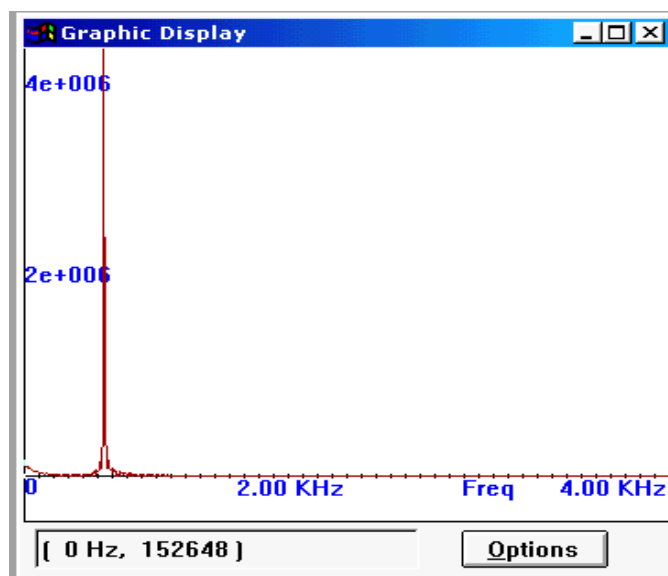 Graphic Display
4e+006
2e+006
0 2.00 KHz Freq 4.00 KHz
( 0 Hz, 152648 )
Options